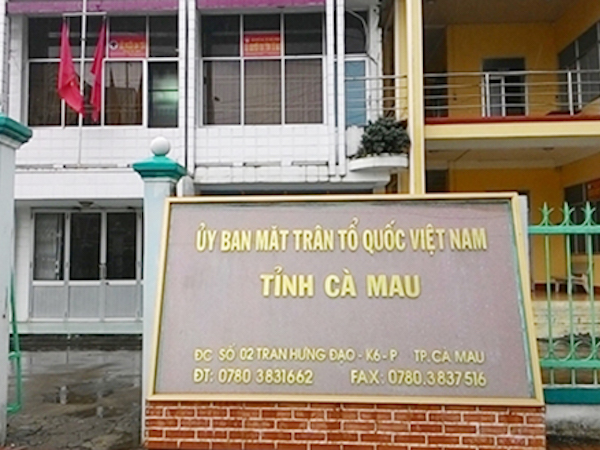 ỦY BAN MẶT TRẬN TỔ QUỐC VIỆT NAM
TỈNH CÀ MAU
ĐC SỐ 02 TRẦN HƯNG ĐẠO - K6 - P TP. CÀ MAU
ĐT: 0780 3831662 FAX: 0780.3837516